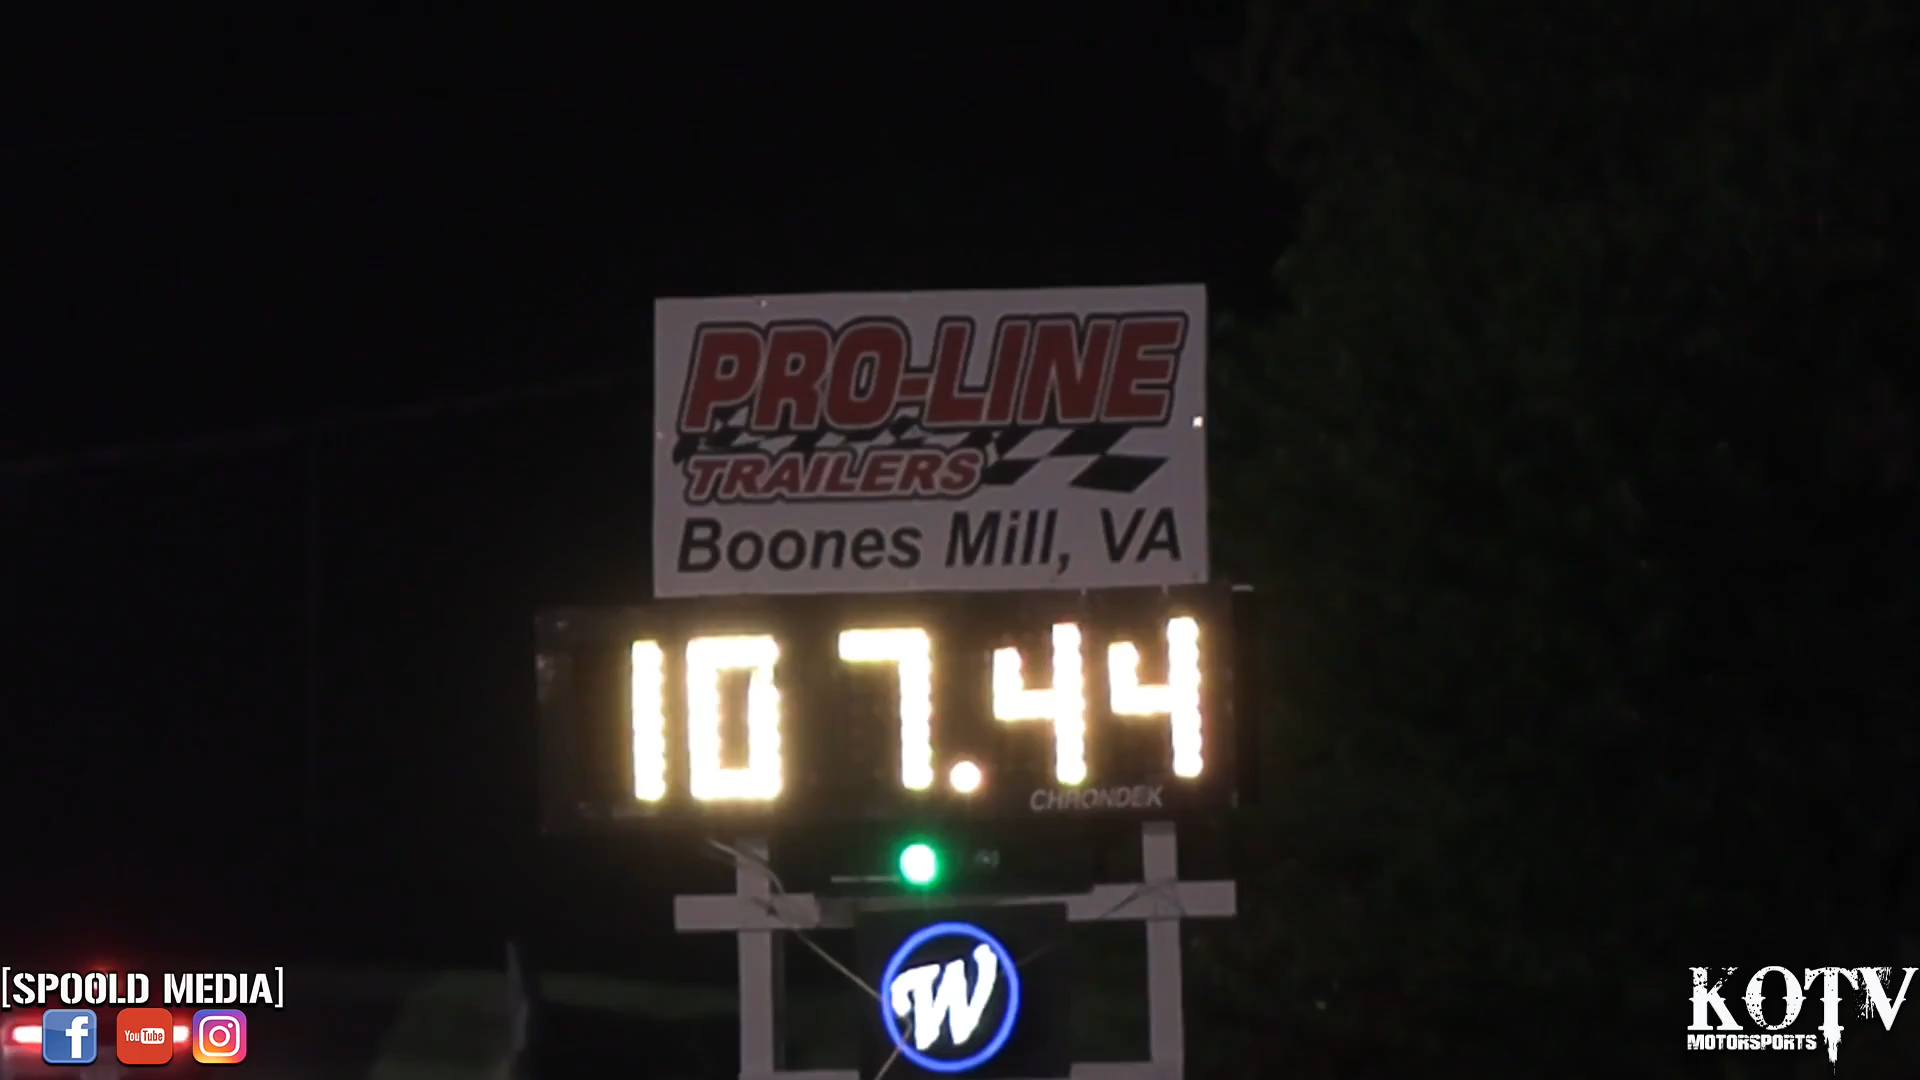 PRO-LINE
TRAILERS
Boones Mill, VA
107.44
CHRONDEK
W
[SPOOLD MEDIA]
f
You Tube
KOTV
MOTORSPORTS